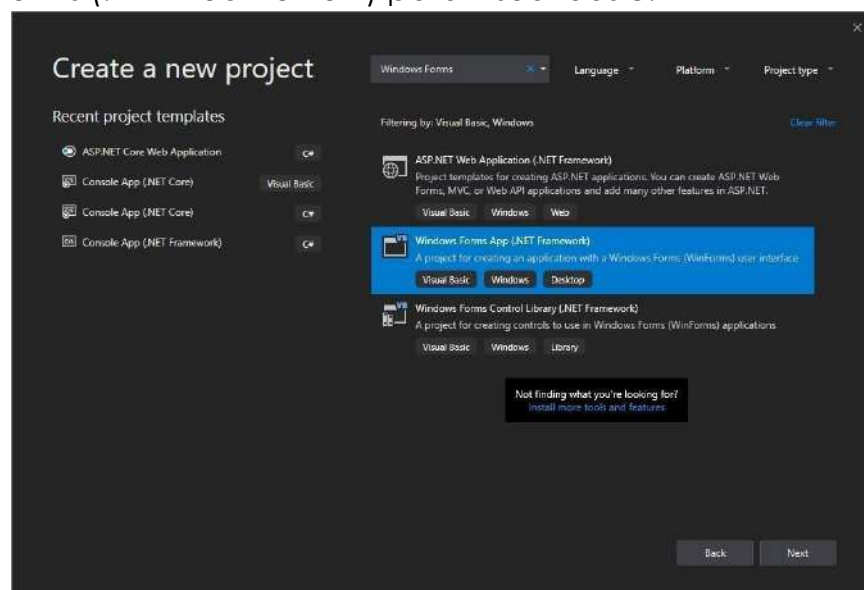 Create a new project
Windows Forms
Language
Platform
Project type
Recent project templates
Filtering by: Visual Basic, Windows
Clear filter
ASP.NET Core Web Application
C#
Console App (.NET Core)
Visual Basic
Console App (.NET Core)
C#
Console App (.NET Framework)
C#
ASP.NET Web Application (.NET Framework)
Project templates for creating ASP.NET applications. You can create ASP.NET Web
Forms, MVC, or Web API applications and add many other features in ASP.NET.
Visual Basic Windows Web
Windows Forms App (.NET Framework)
A project for creating an application with a Windows Forms (WinForms) user interface
Visual Basic Windows Desktop
Windows Forms Control Library (.NET Framework)
A project for creating controls to use in Windows Forms (WinForms) applications
Visual Basic Windows Library
Not finding what you're looking for?
Install more tools and features
Back
Next